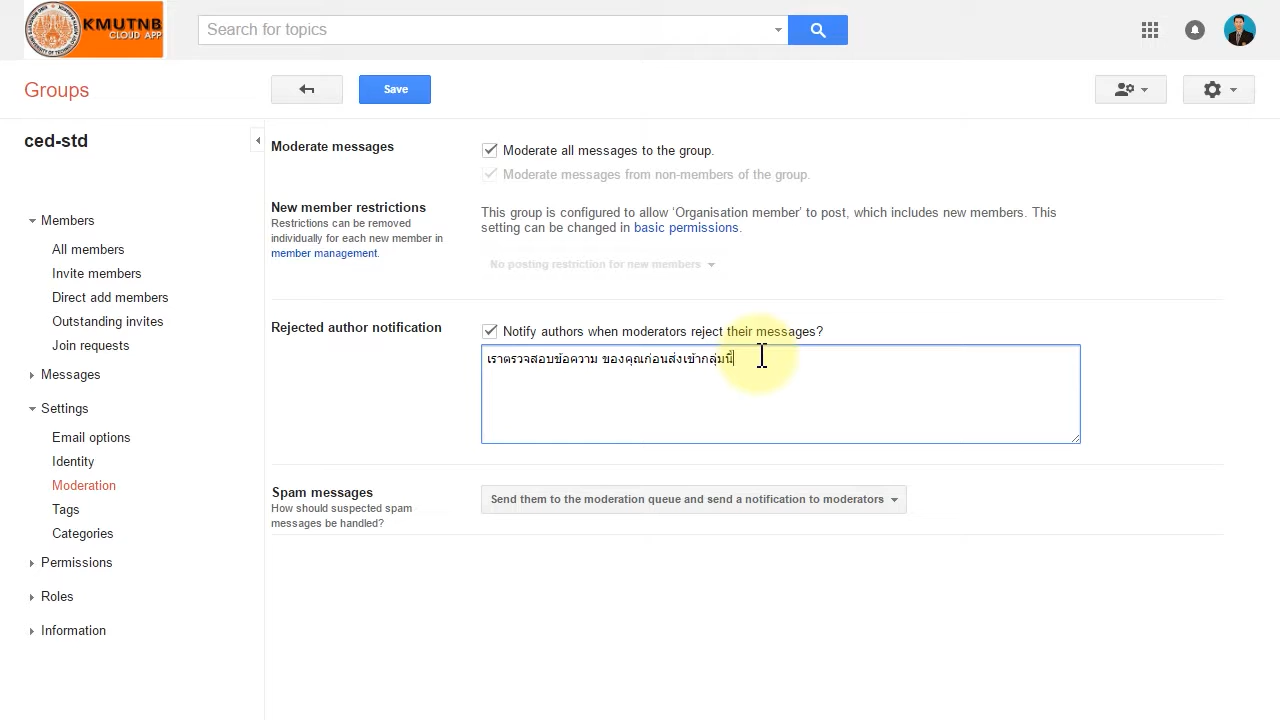 KMUTNB
CLOUD APP
Search for topics
Groups
Save
ced-std
Members
All members
Invite members
Direct add members
Outstanding invites
Join requests
Messages
Settings
Email options
Identity
Moderation
Tags
Categories
Permissions
Roles
Information
Moderate messages
Moderate all messages to the group.
Moderate messages from non-members of the group.
New member restrictions
Restrictions can be removed
individually for each new member in
member management.
This group is configured to allow ‘Organisation member’ to post, which includes new members. This
setting can be changed in basic permissions.
No posting restriction for new members
Rejected author notification
Notify authors when moderators reject their messages?
เราตรวจสอบข้อความ ของคุณก่อนส่งเข้ากลุ่มนี้
Spam messages
How should suspected spam
messages be handled?
Send them to the moderation queue and send a notification to moderators